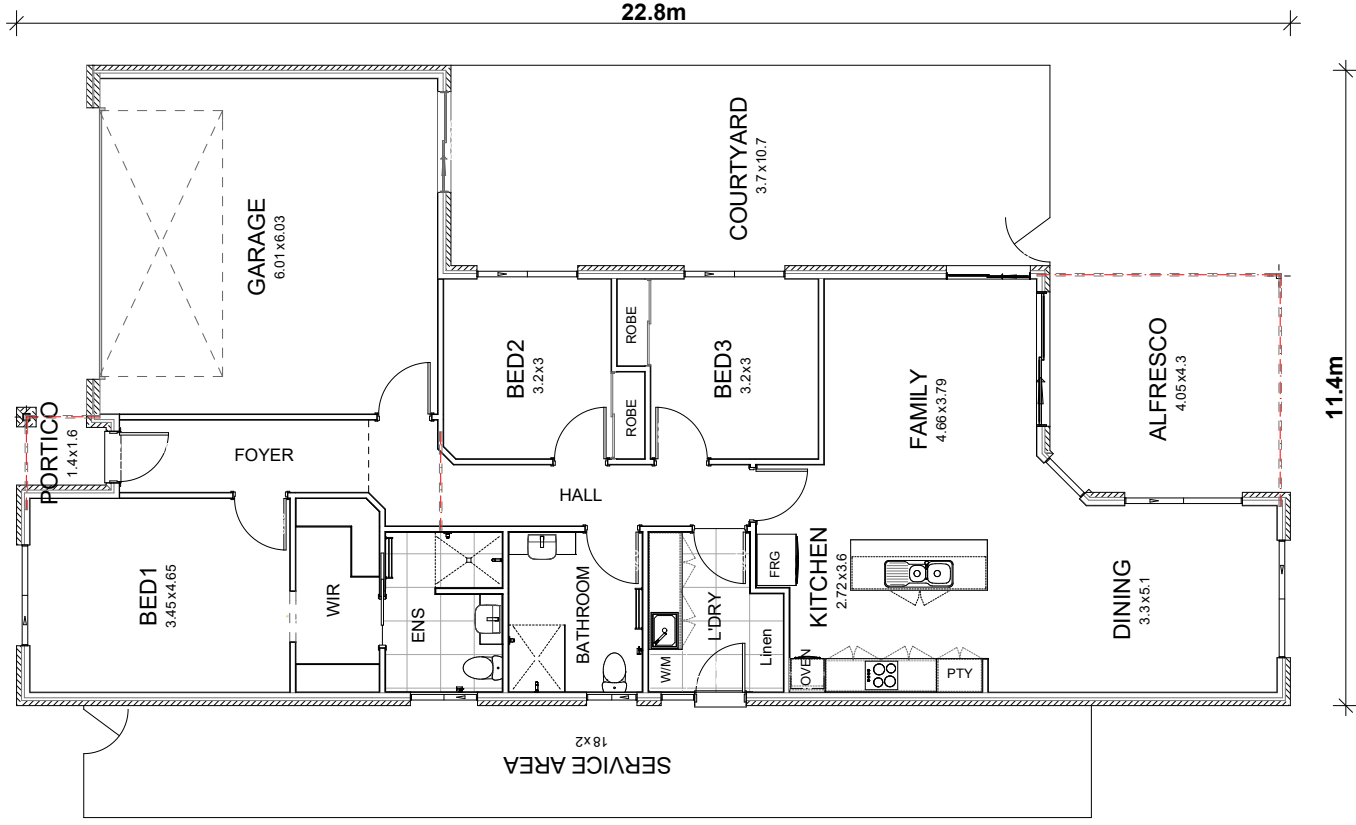 22.8m
11.4m
GARAGE
6.01x6.03
COURTYARD
3.7x10.7
BED2
3.2x3
ROBE
ROBE
BED3
3.2x3
FAMILY
4.66x3.79
ALFRESCO
4.05x4.3
PORTICO
1.4x1.6
FOYER
HALL
BED1
3.45x4.65
WIR
ENS
BATHROOM
L'DRY
W/M
Linen
FRG
KITCHEN
2.72x3.6
OVEN
PTY
DINING
3.3x5.1
SERVICE AREA
18x2